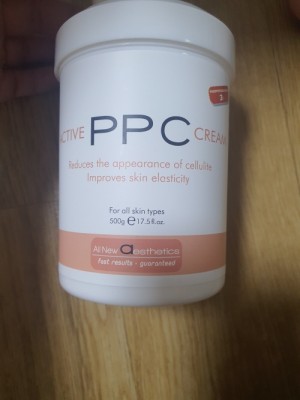 3
ACTIVE PPC CREAM
Reduces the appearance of cellulite
Improves skin elasticity
For all skin types
500g ℮ 17.5fl.oz.
All New aesthetics
Fast results - guaranteed